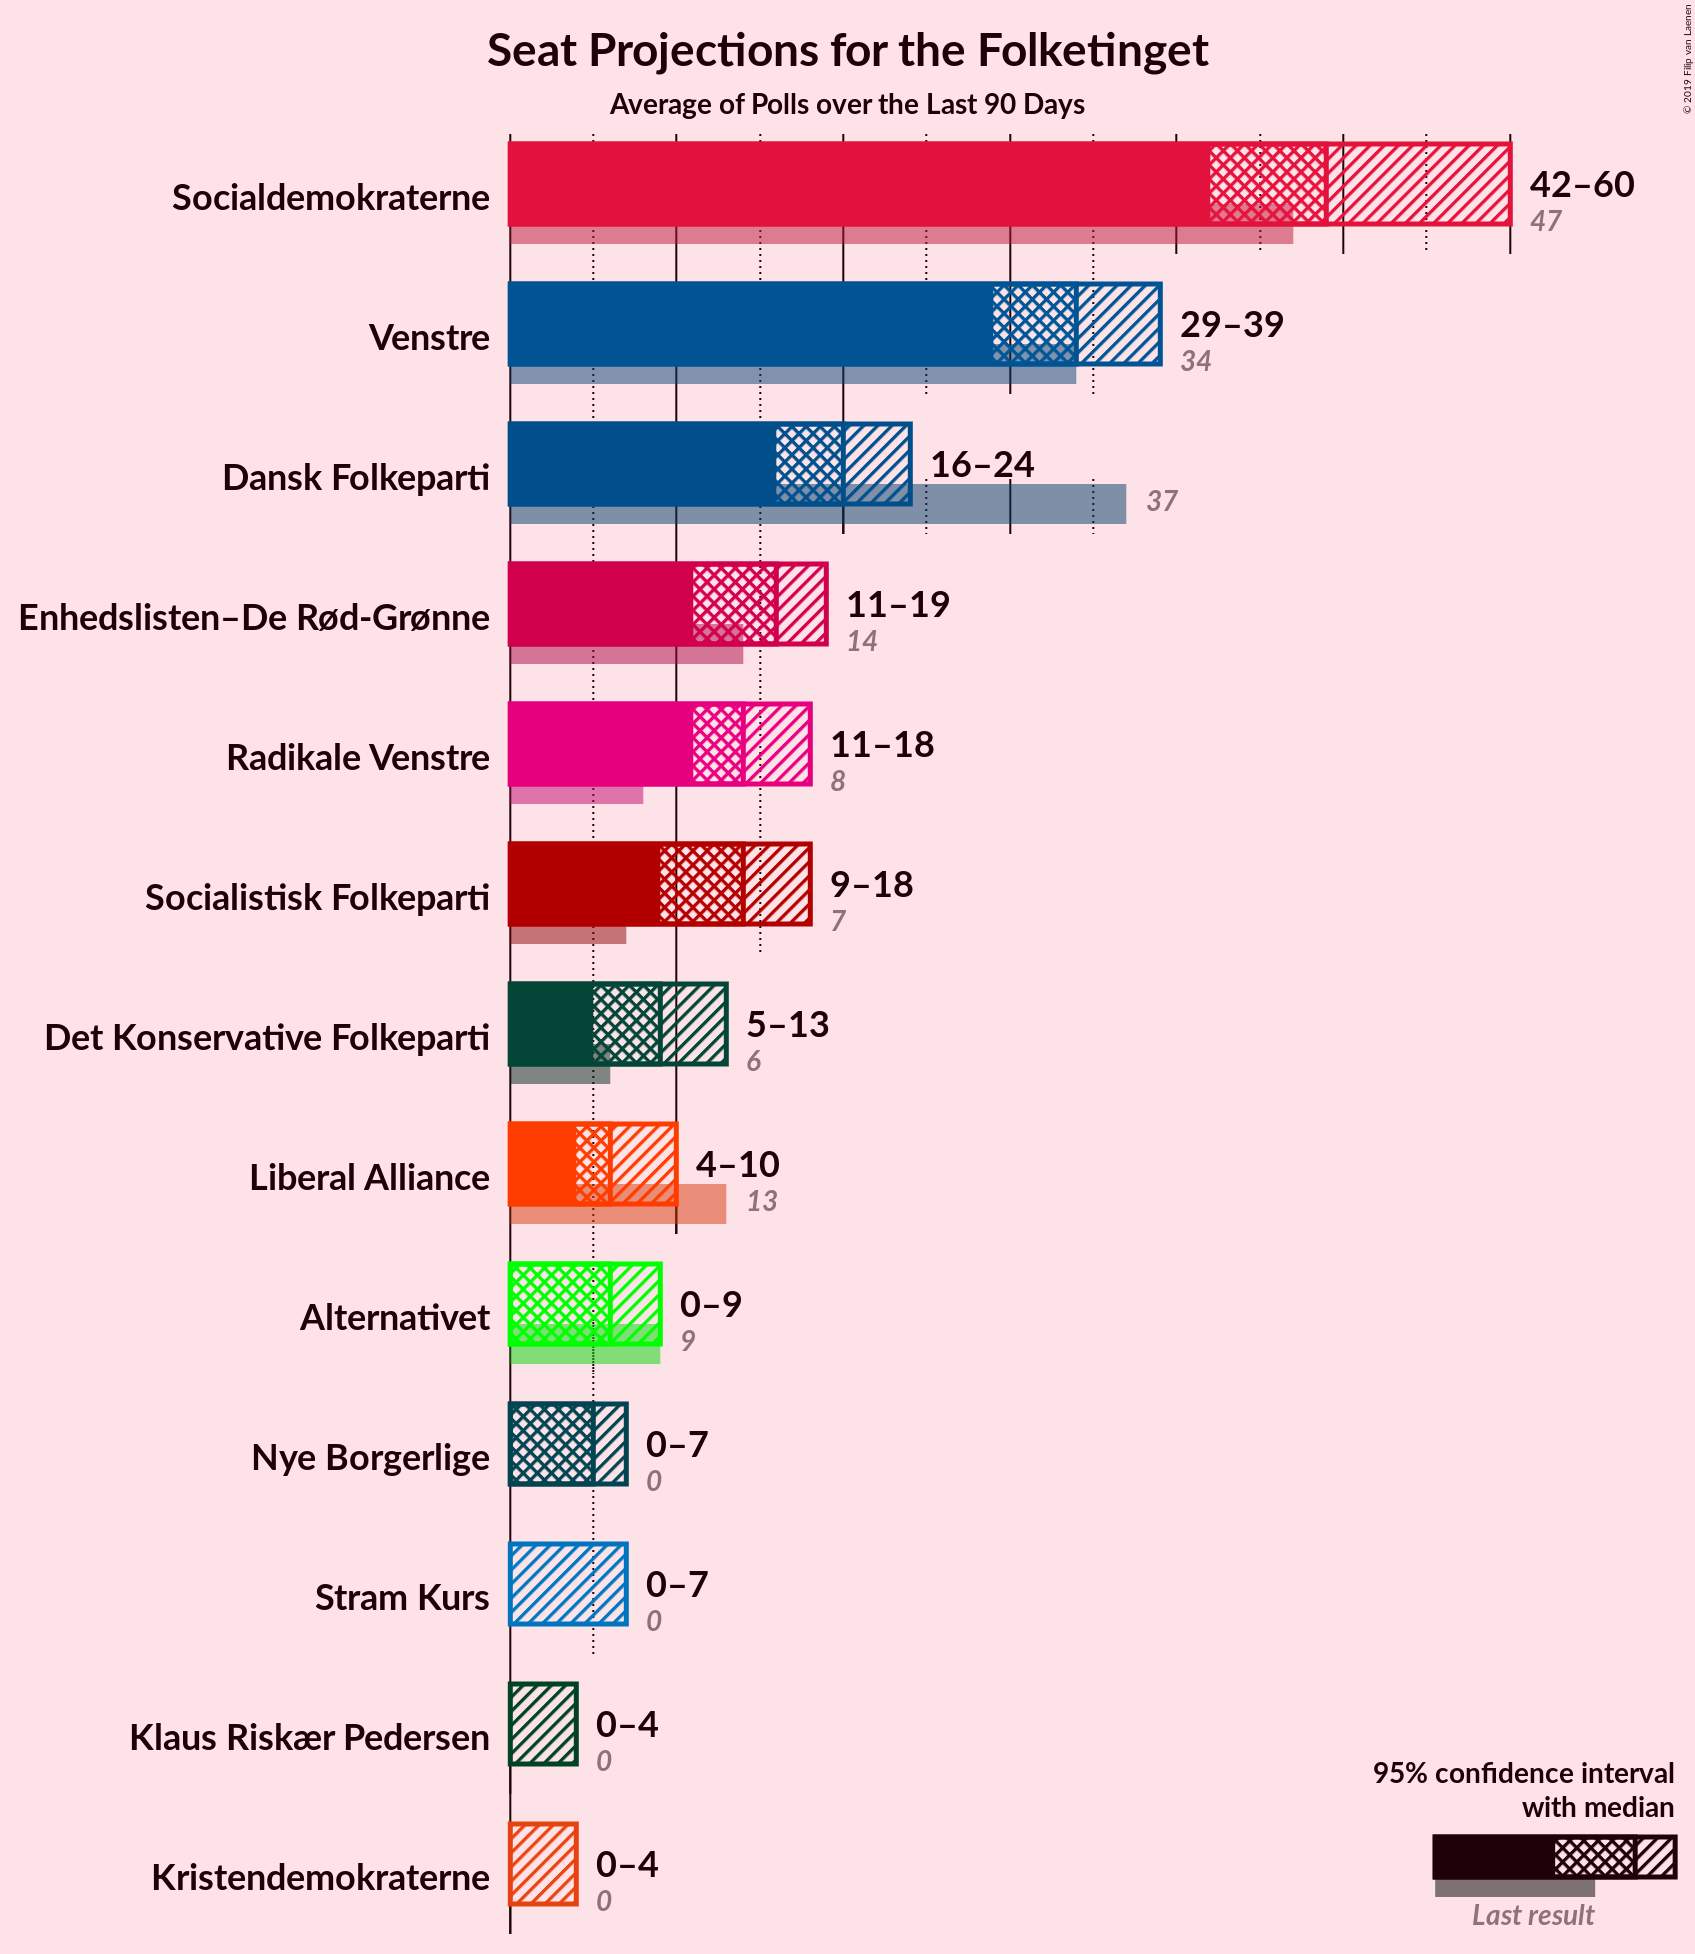 Seat Projections for the Folketinget
Average of Polls over the Last 90 Days
© 2019 Filip van Laenen
Socialdemokraterne
42–60
47
Venstre
29–39
34
Dansk Folkeparti
16–24
37
Enhedslisten–De Rød-Grønne
11–19
14
Radikale Venstre
11–18
8
Socialistisk Folkeparti
9–18
7
Det Konservative Folkeparti
5–13
6
Liberal Alliance
4–10
13
Alternativet
0–9
9
Nye Borgerlige
0–7
0
Stram Kurs
0–7
0
Klaus Riskær Pedersen
0–4
0
Kristendemokraterne
0–4
0
95% confidence interval
with median
Last result